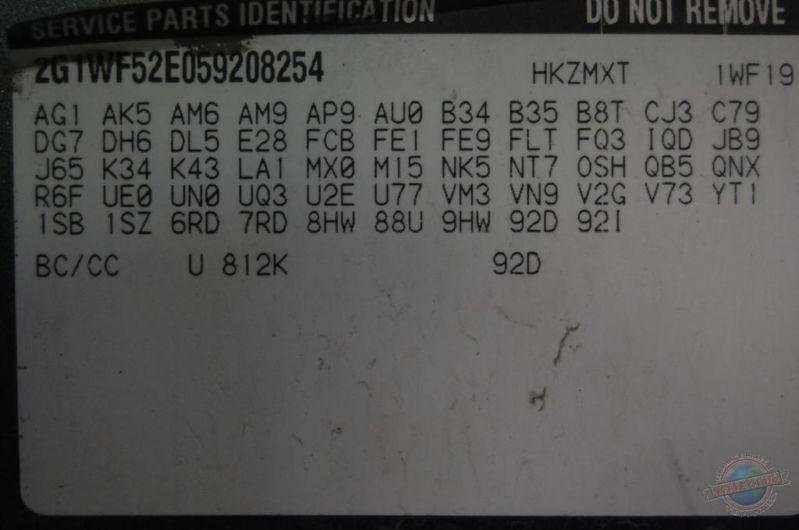 SERVICE PARTS IDENTIFICATION DO NOT REMOVE
2G1WF52E059208254 HKZMXT 1WF19
AG1 AK5 AM6 AM9 AP9 AU0 B34 B35 B8T CJ3 C79
DG7 DH6 DL5 E28 FCB FE1 FE9 FLT FQ3 IQD JB9
J65 K34 K43 LA1 MX0 M15 NK5 NT7 OSH QB5 QNX
R6F UE0 UN0 UQ3 U2E U77 VM3 VN9 V2G V73 YT1
1SB 1SZ 6RD 7RD 8HW 88U 9HW 92D 92I
BC/CC U 812K 92D